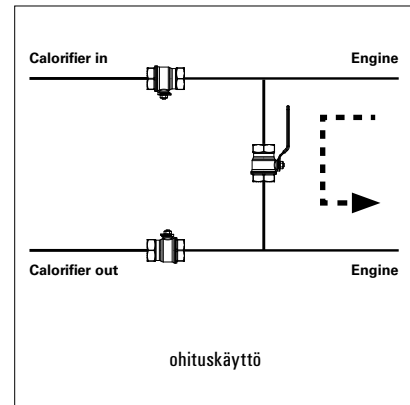 Calorifier in
Engine
Calorifier out
Engine
ohituskäyttö